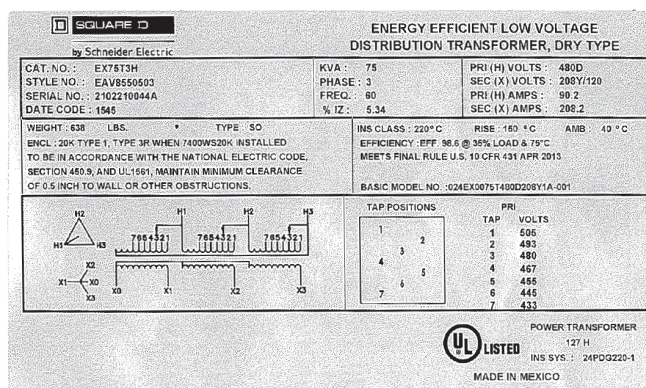 SQUARE D
by Schneider Electric
ENERGY EFFICIENT LOW VOLTAGE
DISTRIBUTION TRANSFORMER, DRY TYPE
CAT. NO. : EX75T3H
STYLE NO. : EAV8550503
SERIAL NO. : 2102210044A
DATE CODE : 1545
KVA : 75
PHASE : 3
FREQ. : 60
% IZ : 5.34
PRI (H) VOLTS : 480D
SEC (X) VOLTS : 208Y/120
PRI (H) AMPS : 90.2
SEC (X) AMPS : 208.2
WEIGHT : 638 LBS. TYPE : SO
ENCL : 20K TYPE 1, TYPE 3R WHEN 7400WS20K INSTALLED
TO BE IN ACCORDANCE WITH THE NATIONAL ELECTRIC CODE,
SECTION 450.9, AND UL1561, MAINTAIN MINIMUM CLEARANCE
OF 0.5 INCH TO WALL OR OTHER OBSTRUCTIONS.
INS CLASS : 220°C RISE : 150 °C AMB : 40 °C
EFFICIENCY :EFF. 98.6 @ 35% LOAD & 75°C
MEETS FINAL RULE U.S. 10 CFR 431 APR 2013
BASIC MODEL NO. :024EX0075T480D208Y1A-001
H2
H1 H3
X2
X1 X0
X3
H1 H2 H3
7654321 7654321 7654321
X0 X1 X2 X3
TAP POSITIONS
1
2
3
4
5
6
7
PRI
TAP VOLTS
1 505
2 493
3 480
4 467
5 455
6 445
7 433
UL LISTED
POWER TRANSFORMER
127 H
INS SYS. : 24PDG220-1
MADE IN MEXICO